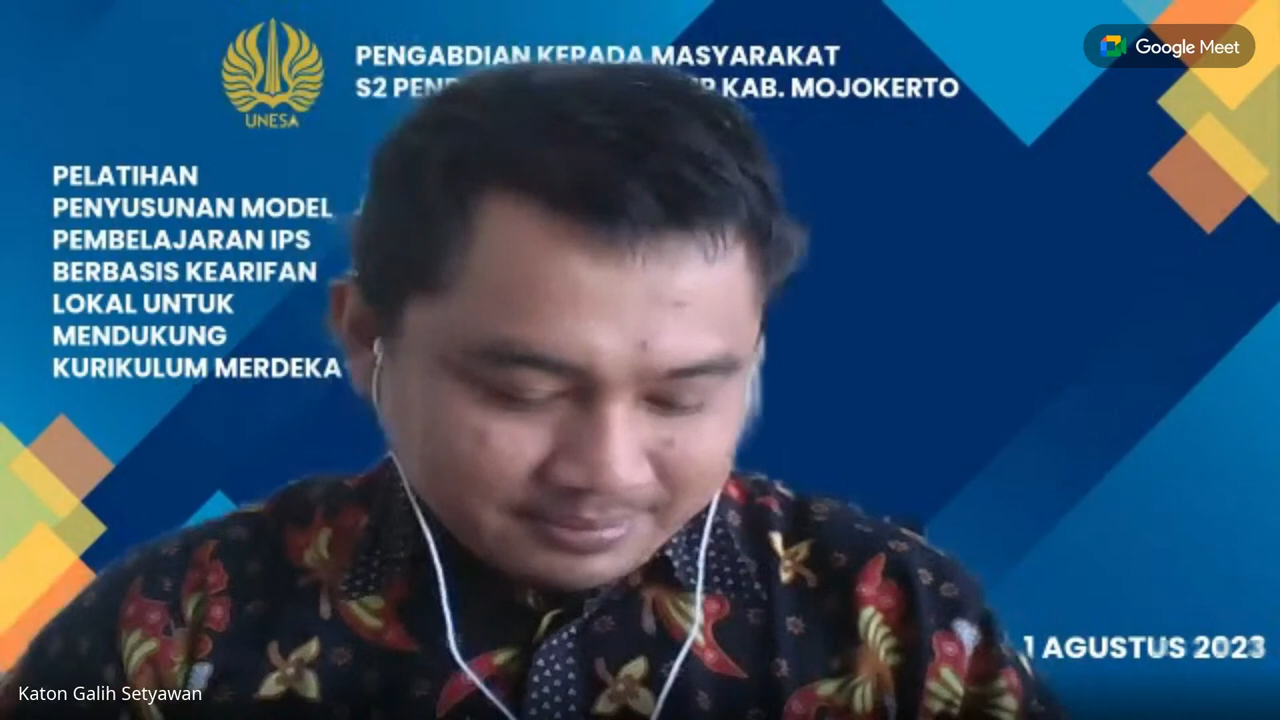 PENGABDIAN KEPADA MASYARAKAT
S2 KAB. MOJOKERTO
Google Meet
UNESA
PELATIHAN
PENYUSUNAN MODEL
PEMBELAJARAN IPS
BERBASIS KEARIFAN
LOKAL UNTUK
MENDUKUNG
KURIKULUM MERDEKA
1 AGUSTUS 2023
Katon Galih Setyawan